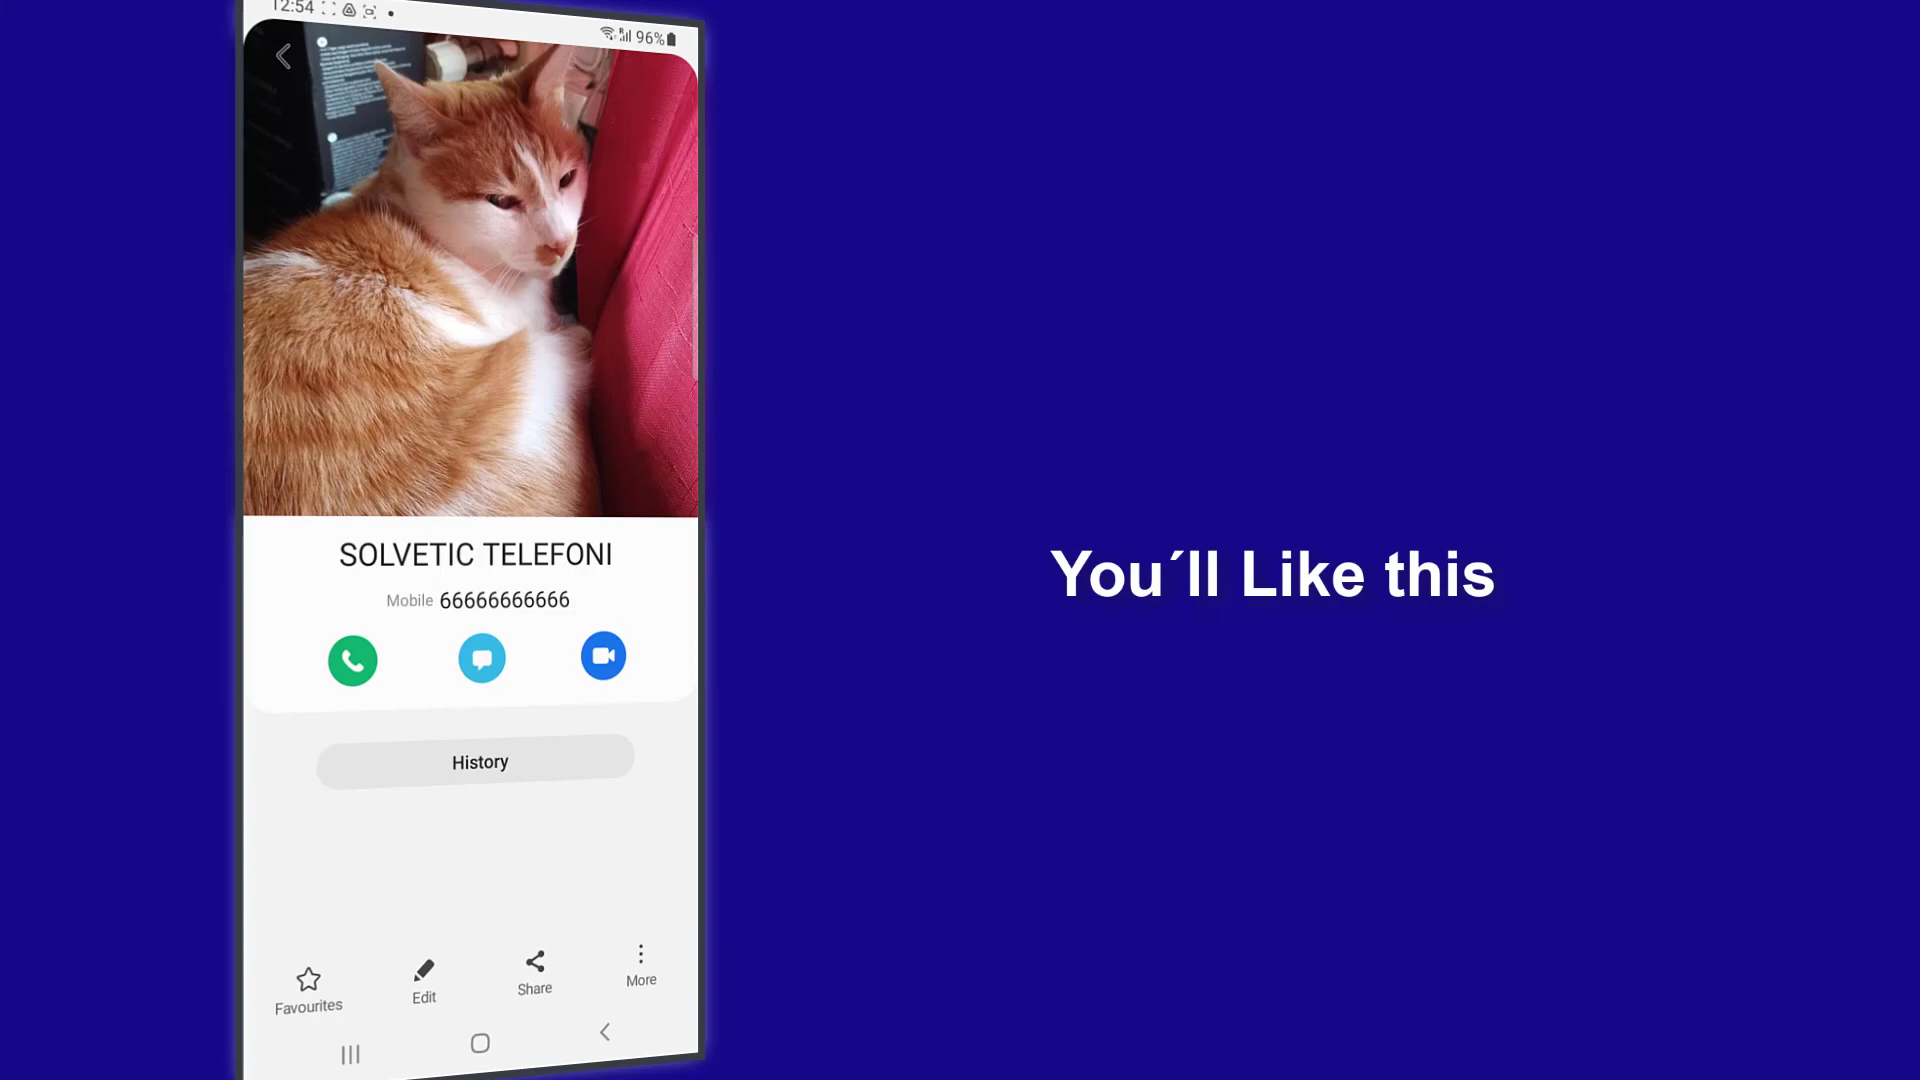 12:54
96%
SOLVETIC TELEFONI
Mobile 66666666666
History
Favourites
Edit
Share
More
You´ll Like this